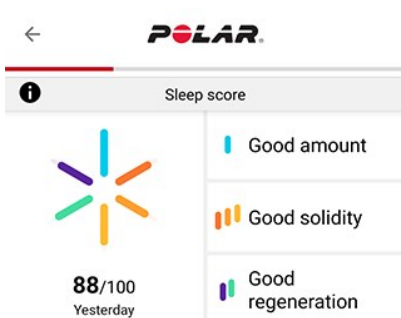 POLAR.
Sleep score
Good amount
Good solidity
Good
regeneration
88/100
Yesterday